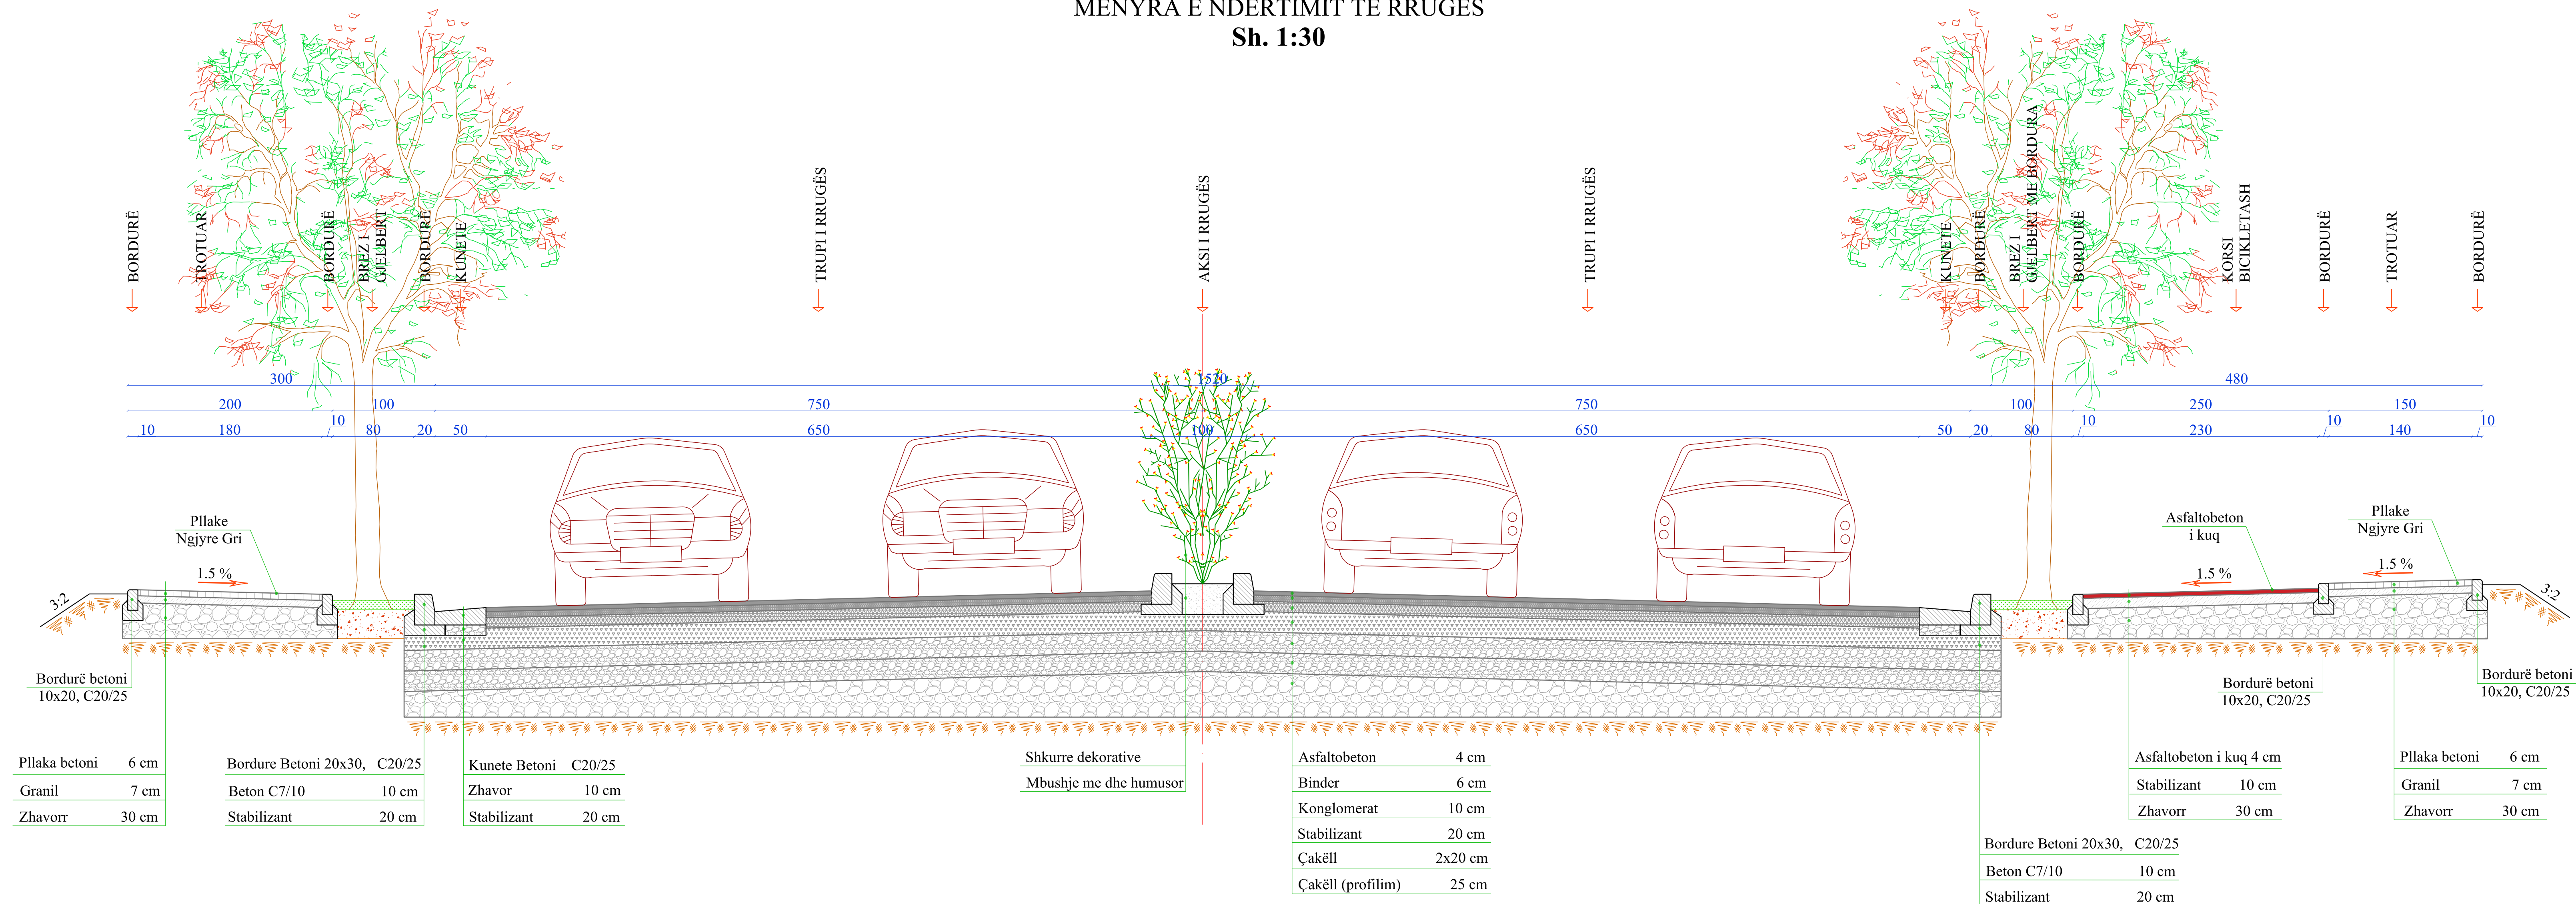 MENYRA E NDERTIMIT TE RRUGES
Sh. 1:30
BORDURË
TROTUAR
BORDURË
BREZ I
GJELBERT
BORDURË
KUNETE
TRUPI I RRUGËS
AKSI I RRUGËS
TRUPI I RRUGËS
KUNETE
BORDURË
BREZ I
GJELBERT ME BORDURA
BORDURË
KORSI
BICIKLETASH
BORDURË
TROTUAR
BORDURË
300 1520 480
200 100 750 750 100 250 150
10 180 10 80 20 50 650 100 650 50 20 80 10 230 10 140 10
Pllake
Ngjyre Gri
1.5 %
3:2
Asfaltobeton
i kuq
1.5 %
Pllake
Ngjyre Gri
1.5 %
3:2
Bordurë betoni
10x20, C20/25
Bordurë betoni
10x20, C20/25
Bordurë betoni
10x20, C20/25
Pllaka betoni 6 cm
Granil 7 cm
Zhavorr 30 cm
Bordure Betoni 20x30, C20/25
Beton C7/10 10 cm
Stabilizant 20 cm
Kunete Betoni C20/25
Zhavor 10 cm
Stabilizant 20 cm
Shkurre dekorative
Mbushje me dhe humusor
Asfaltobeton 4 cm
Binder 6 cm
Konglomerat 10 cm
Stabilizant 20 cm
Çakëll 2x20 cm
Çakëll (profilim) 25 cm
Bordure Betoni 20x30, C20/25
Beton C7/10 10 cm
Stabilizant 20 cm
Asfaltobeton i kuq 4 cm
Stabilizant 10 cm
Zhavorr 30 cm
Pllaka betoni 6 cm
Granil 7 cm
Zhavorr 30 cm